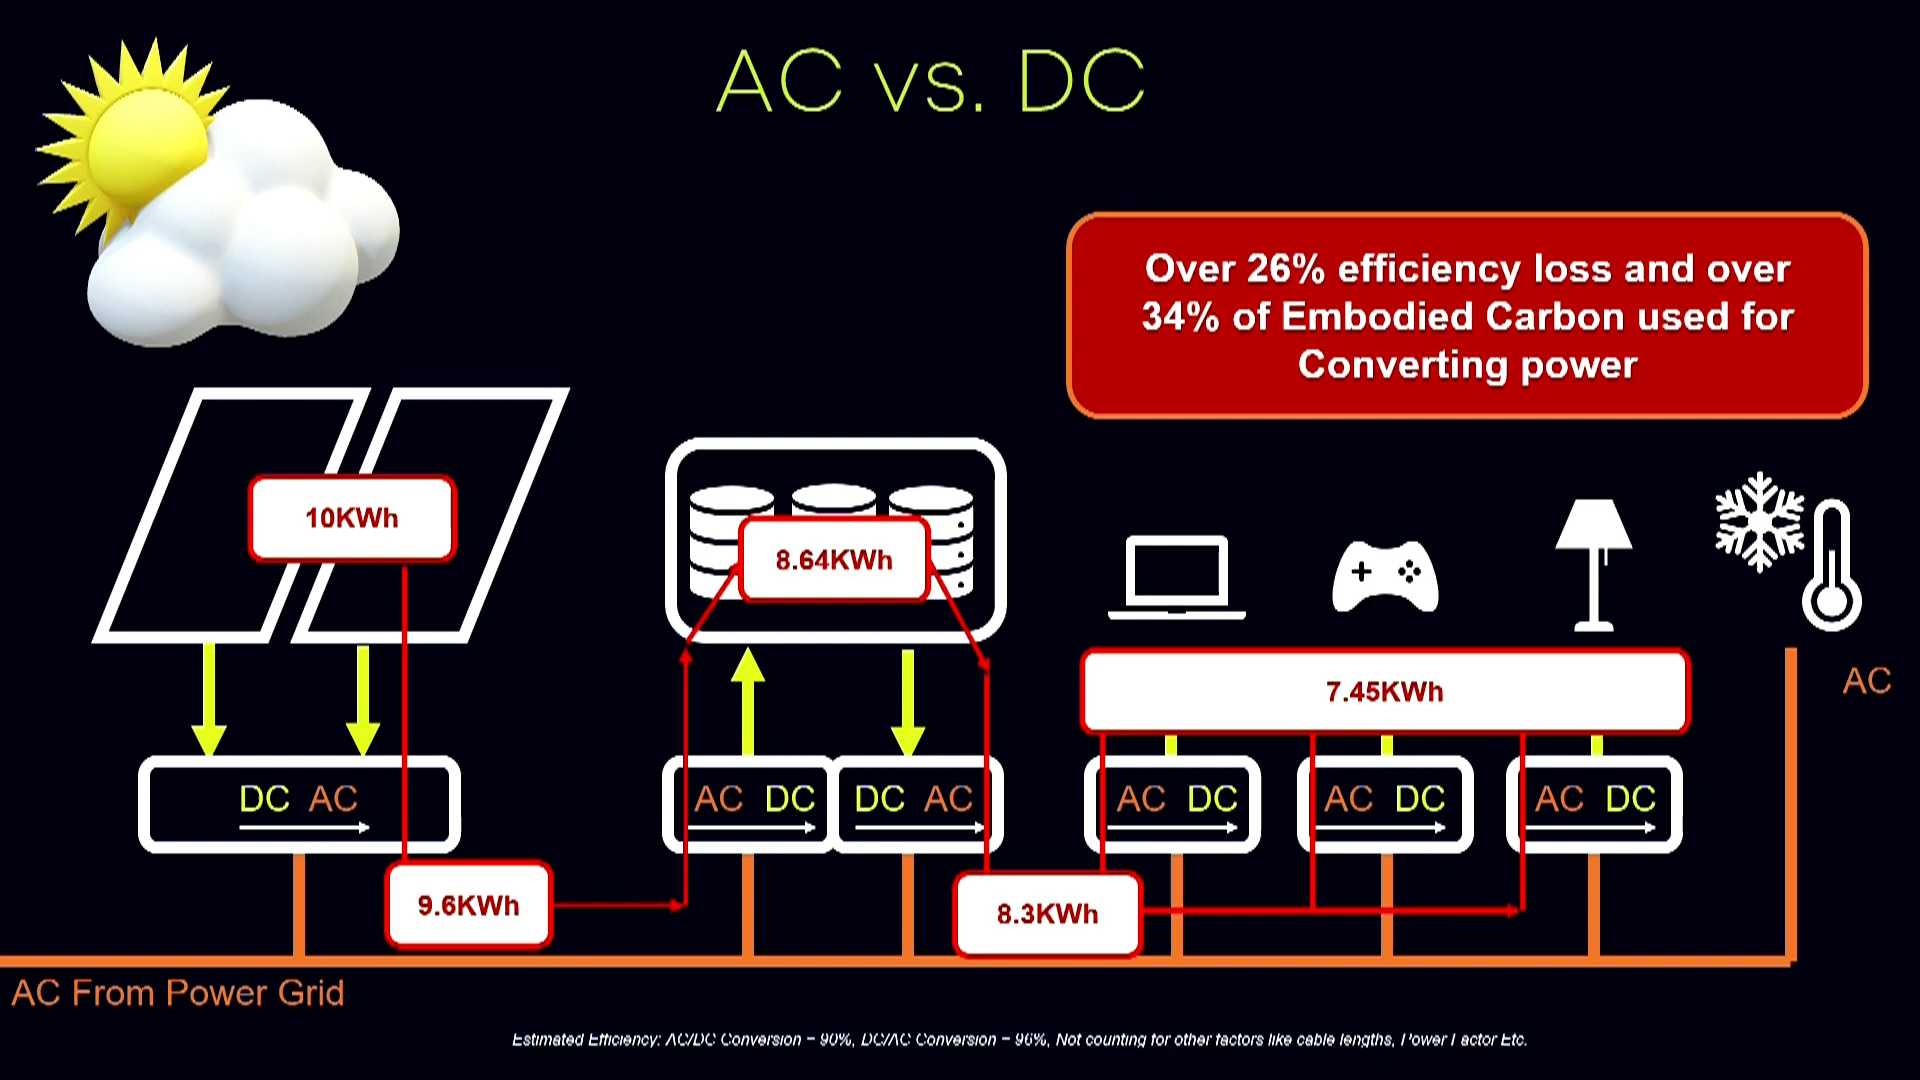 AC vs. DC
Over 26% efficiency loss and over
34% of Embodied Carbon used for
Converting power
10KWh
8.64KWh
7.45KWh
AC
DC AC
AC DC
DC AC
AC DC
AC DC
AC DC
9.6KWh
8.3KWh
AC From Power Grid
Estimated Efficiency: AC/DC Conversion – 90%, DC/AC Conversion – 96%, Not counting for other factors like cable lengths, Power Factor Etc.